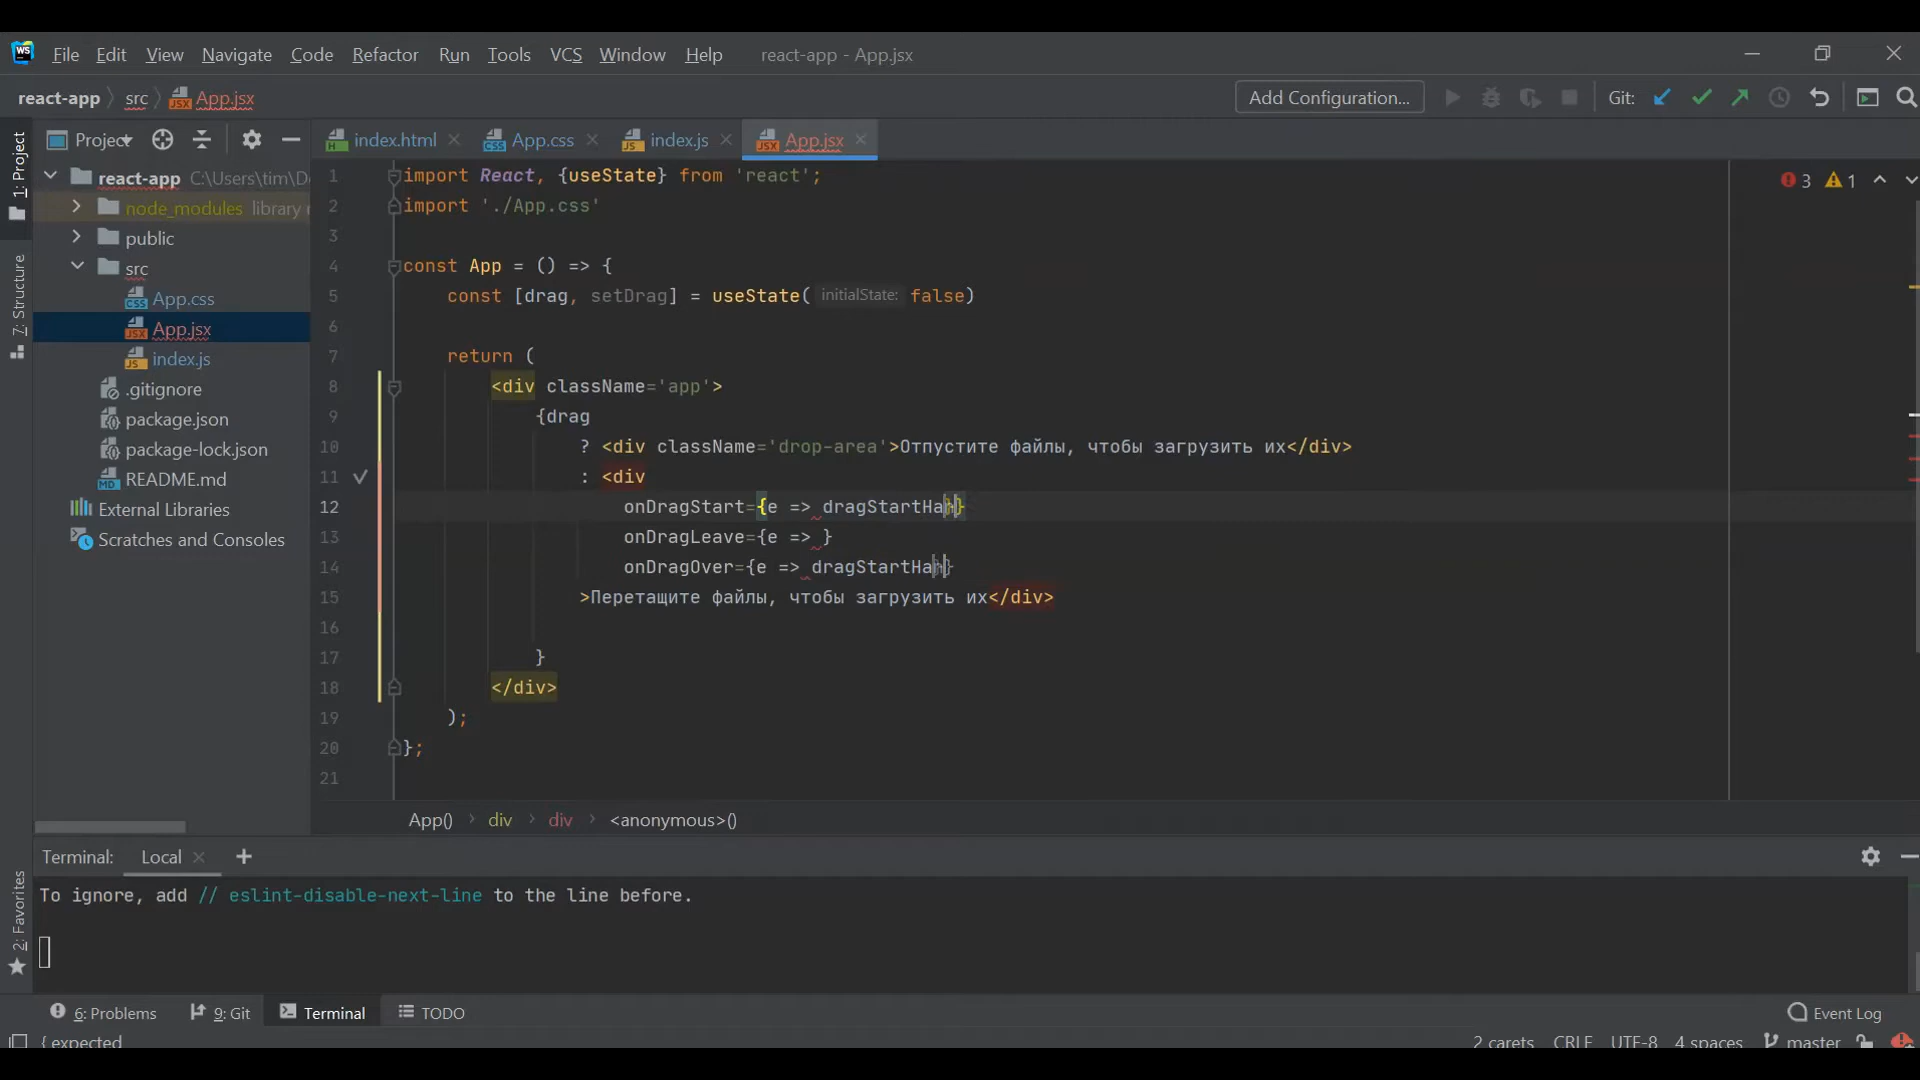 WS File Edit View Navigate Code Refactor Run Tools VCS Window Help react-app - App.jsx
react-app src App.jsx Add Configuration... Git:
1: Project
7: Structure
2: Favorites
Project
index.html App.css index.js App.jsx
react-app C:\Users\tim\D
node_modules library
public
src
App.css
App.jsx
index.js
.gitignore
package.json
package-lock.json
README.md
External Libraries
Scratches and Consoles
3 1
1 import React, {useState} from 'react';
2 import './App.css'
3
4 const App = () => {
5 const [drag, setDrag] = useState( initialState: false)
6
7 return (
8 <div className='app'>
9 {drag
10 ? <div className='drop-area'>Отпустите файлы, чтобы загрузить их</div>
11 : <div
12 onDragStart={e => dragStartHa}}
13 onDragLeave={e => }
14 onDragOver={e => dragStartHa}
15 >Перетащите файлы, чтобы загрузить их</div>
16
17 }
18 </div>
19 );
20 };
21
App() div div <anonymous>()
Terminal: Local
To ignore, add // eslint-disable-next-line to the line before.
6: Problems 9: Git Terminal TODO Event Log
{ expected 2 carets CRLF UTF-8 4 spaces master